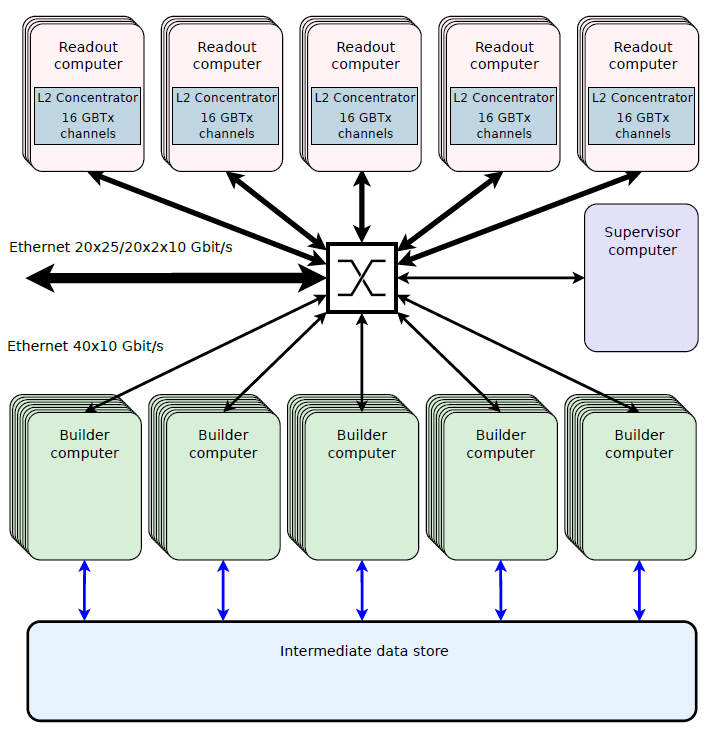 Readout
computer
L2 Concentrator
16 GBTx
channels
Readout
computer
L2 Concentrator
16 GBTx
channels
Readout
computer
L2 Concentrator
16 GBTx
channels
Readout
computer
L2 Concentrator
16 GBTx
channels
Readout
computer
L2 Concentrator
16 GBTx
channels
Supervisor
computer
Ethernet 20x25/20x2x10 Gbit/s
Ethernet 40x10 Gbit/s
Builder
computer
Builder
computer
Builder
computer
Builder
computer
Builder
computer
Intermediate data store